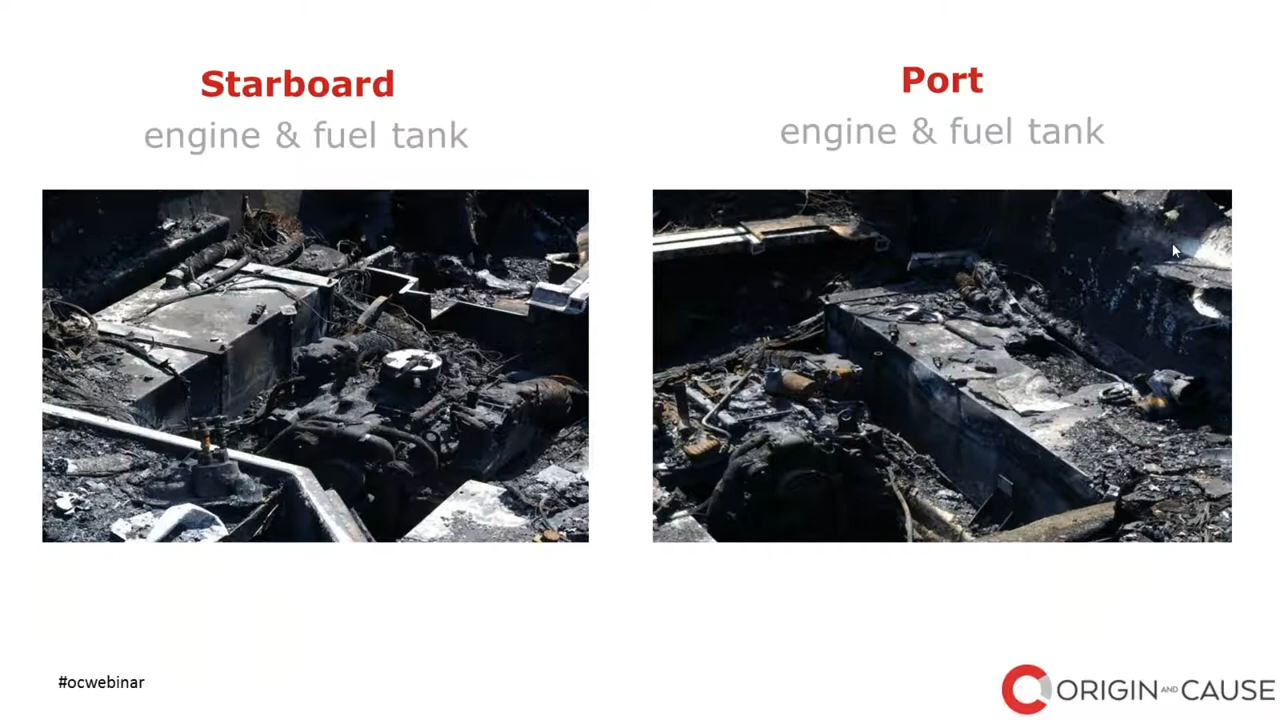 Starboard
engine & fuel tank
Port
engine & fuel tank
#ocwebinar
ORIGIN AND CAUSE